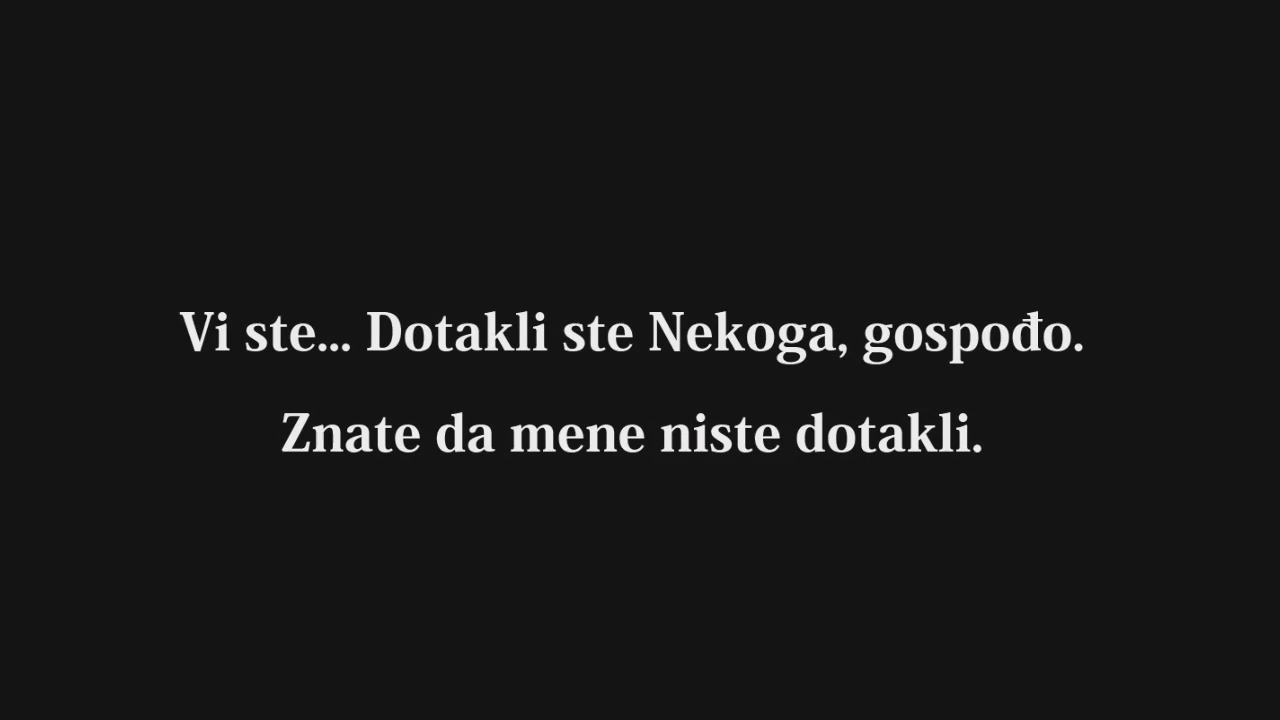 Vi ste... Dotakli ste Nekoga, gospođo.
Znate da mene niste dotakli.